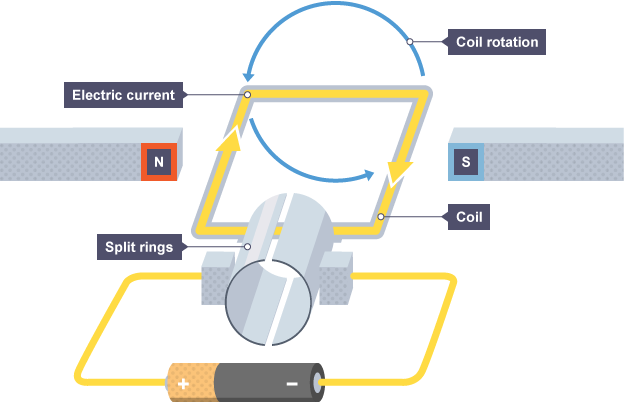 Coil rotation
Electric current
N
S
Coil
Split rings
+
−